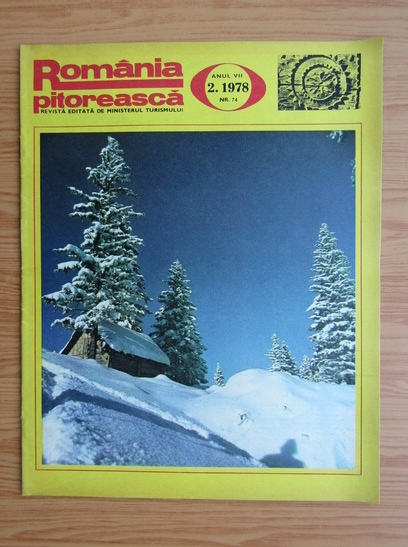 România
pitorească
REVISTĂ EDITATĂ DE MINISTERUL TURISMULUI
ANUL VII
2.1978
NR. 74